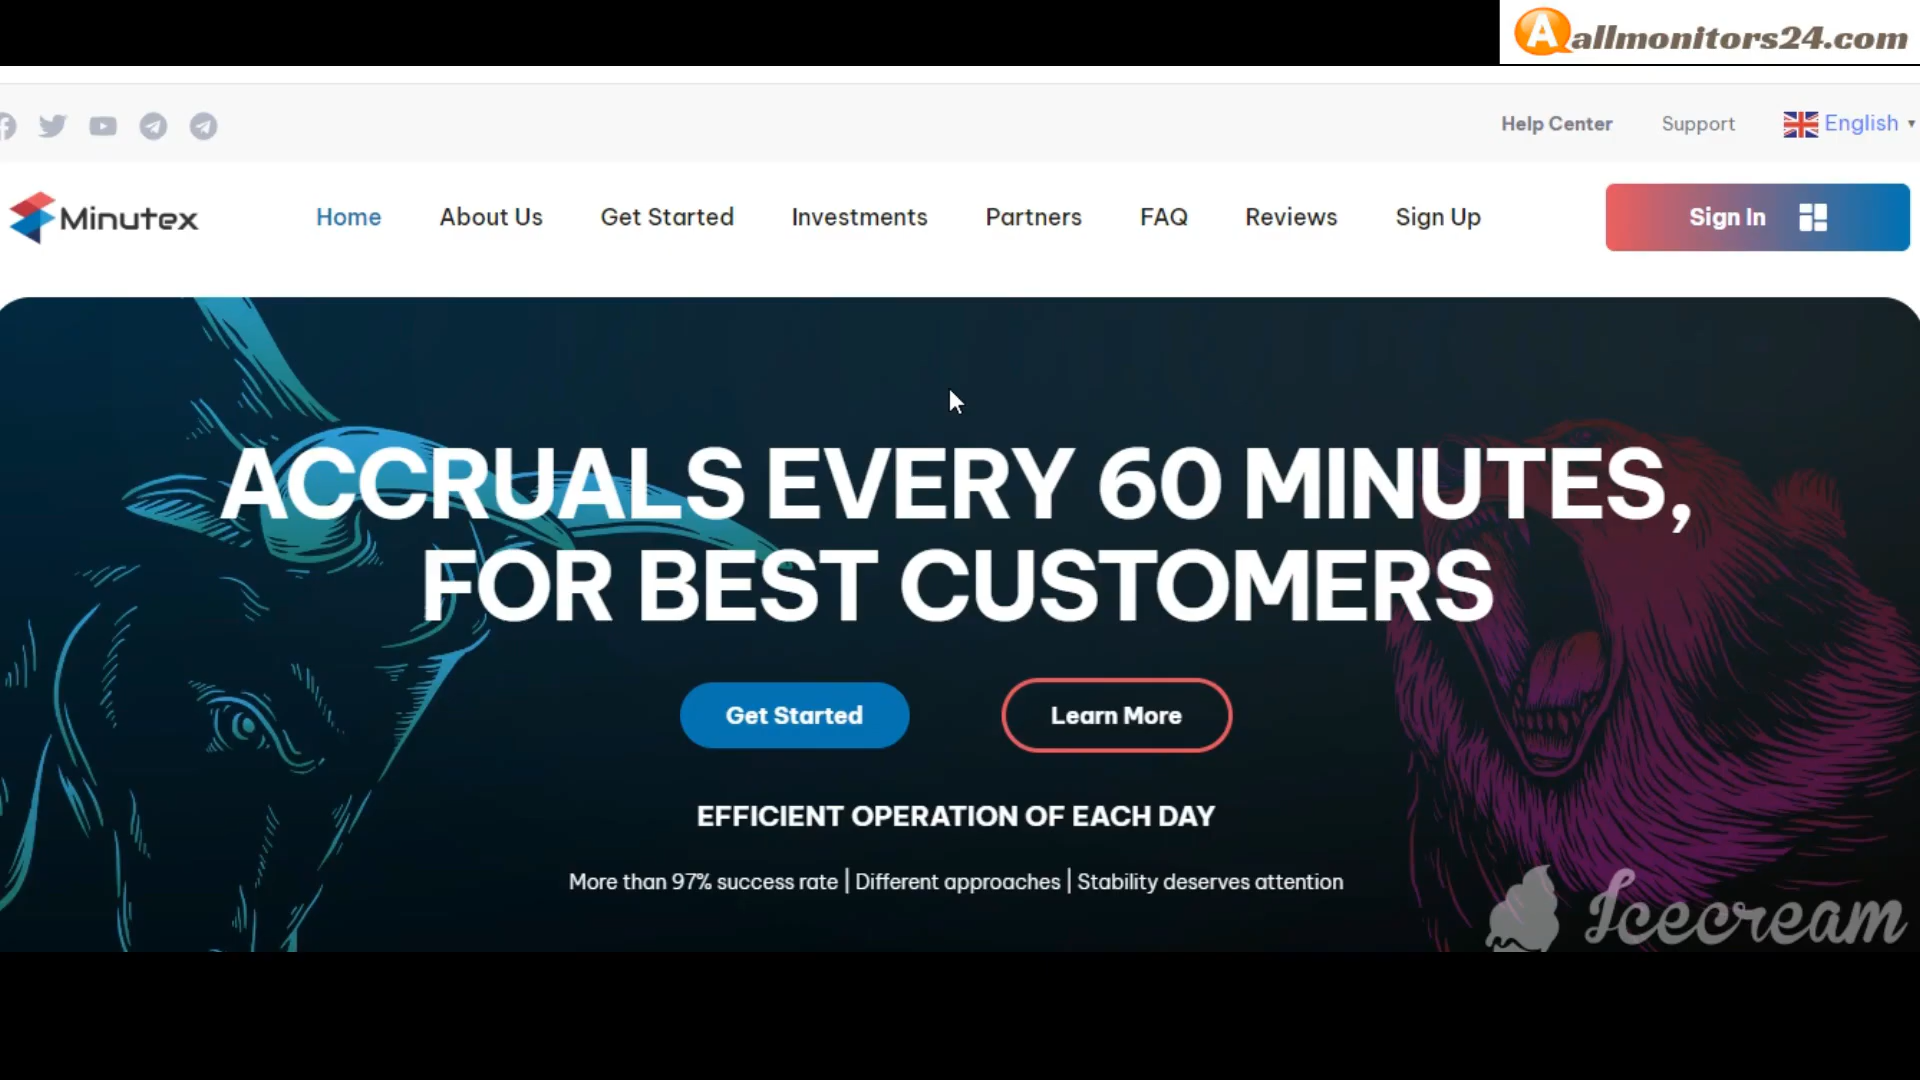 A allmonitors24.com
Help Center Support English
Minutex Home About Us Get Started Investments Partners FAQ Reviews Sign Up Sign In
ACCRUALS EVERY 60 MINUTES,
FOR BEST CUSTOMERS
Get Started Learn More
EFFICIENT OPERATION OF EACH DAY
More than 97% success rate | Different approaches | Stability deserves attention
Icecream